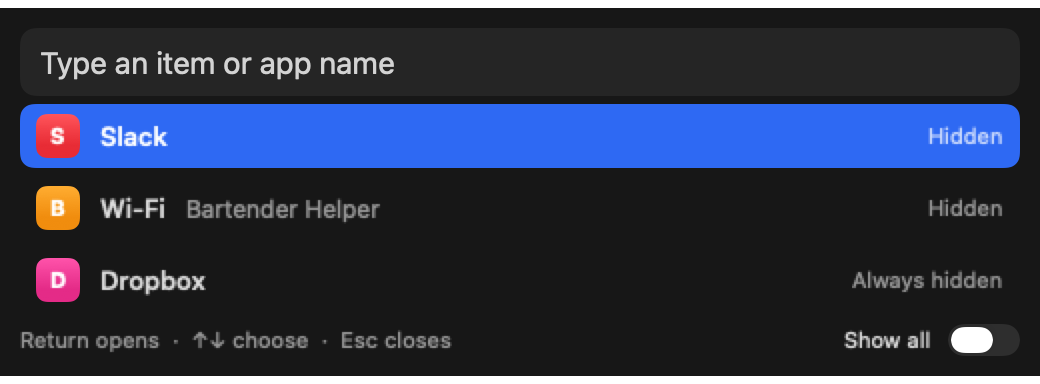 Type an item or app name
S Slack Hidden
B Wi-Fi Bartender Helper Hidden
D Dropbox Always hidden
Return opens · ↑↓ choose · Esc closes Show all